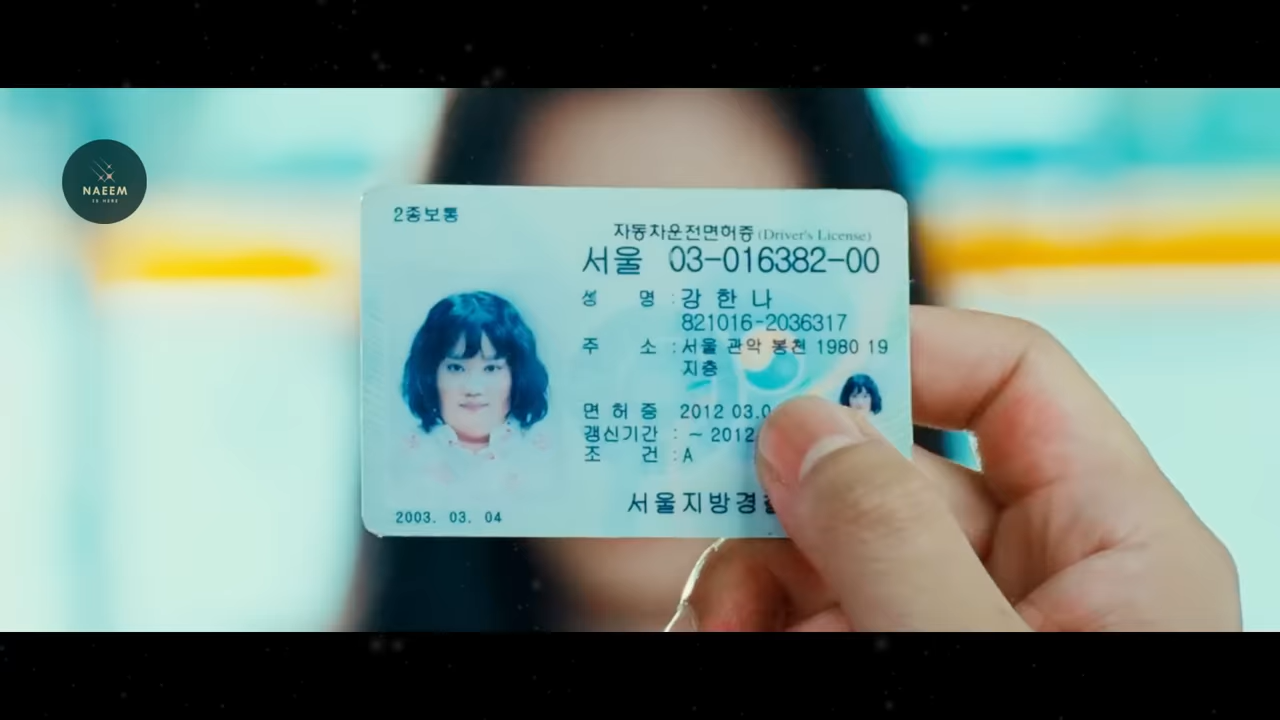 NAEEM
IS HERE
2종보통
자동차운전면허증 (Driver's License)
서울 03-016382-00
성 명 : 강 한 나
821016-2036317
주 소 : 서울 관악 봉천 1980 19
지층
면 허 증 2012 03.0
갱신기간 : ~ 2012
조 건 : A
서울지방경
2003. 03. 04